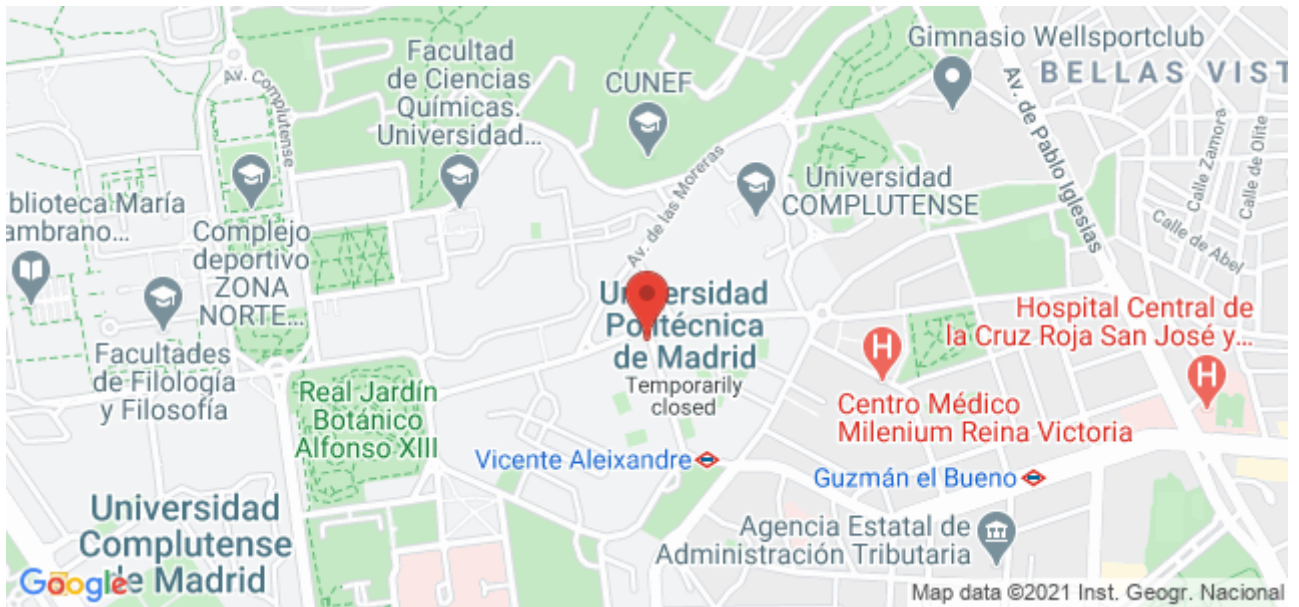 Gimnasio Wellsportclub
BELLAS VIST
Av. de Pablo Iglesias
Calle Zamora
Calle de Olite
Calle de Abel
Av. Complutense
Facultad
de Ciencias
Químicas.
Universidad...
CUNEF
Av. de las Moreras
Universidad
COMPLUTENSE
blioteca María
ambrano...
Complejo
deportivo
ZONA
NORTE...
Facultades
de Filología
y Filosofía
Real Jardín
Botánico
Alfonso XIII
Universidad
Politécnica
de Madrid
Temporarily
closed
Hospital Central de
la Cruz Roja San José y...
Centro Médico
Milenium Reina Victoria
Vicente Aleixandre
Guzmán el Bueno
Agencia Estatal de
Administración Tributaria
Universidad
Complutense
de Madrid
Google
Map data ©2021 Inst. Geogr. Nacional